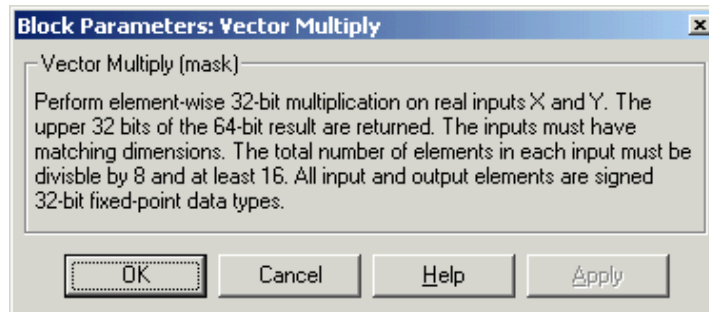 Block Parameters: Vector Multiply
Vector Multiply (mask)
Perform element-wise 32-bit multiplication on real inputs X and Y. The
upper 32 bits of the 64-bit result are returned. The inputs must have
matching dimensions. The total number of elements in each input must be
divisble by 8 and at least 16. All input and output elements are signed
32-bit fixed-point data types.
OK Cancel Help Apply